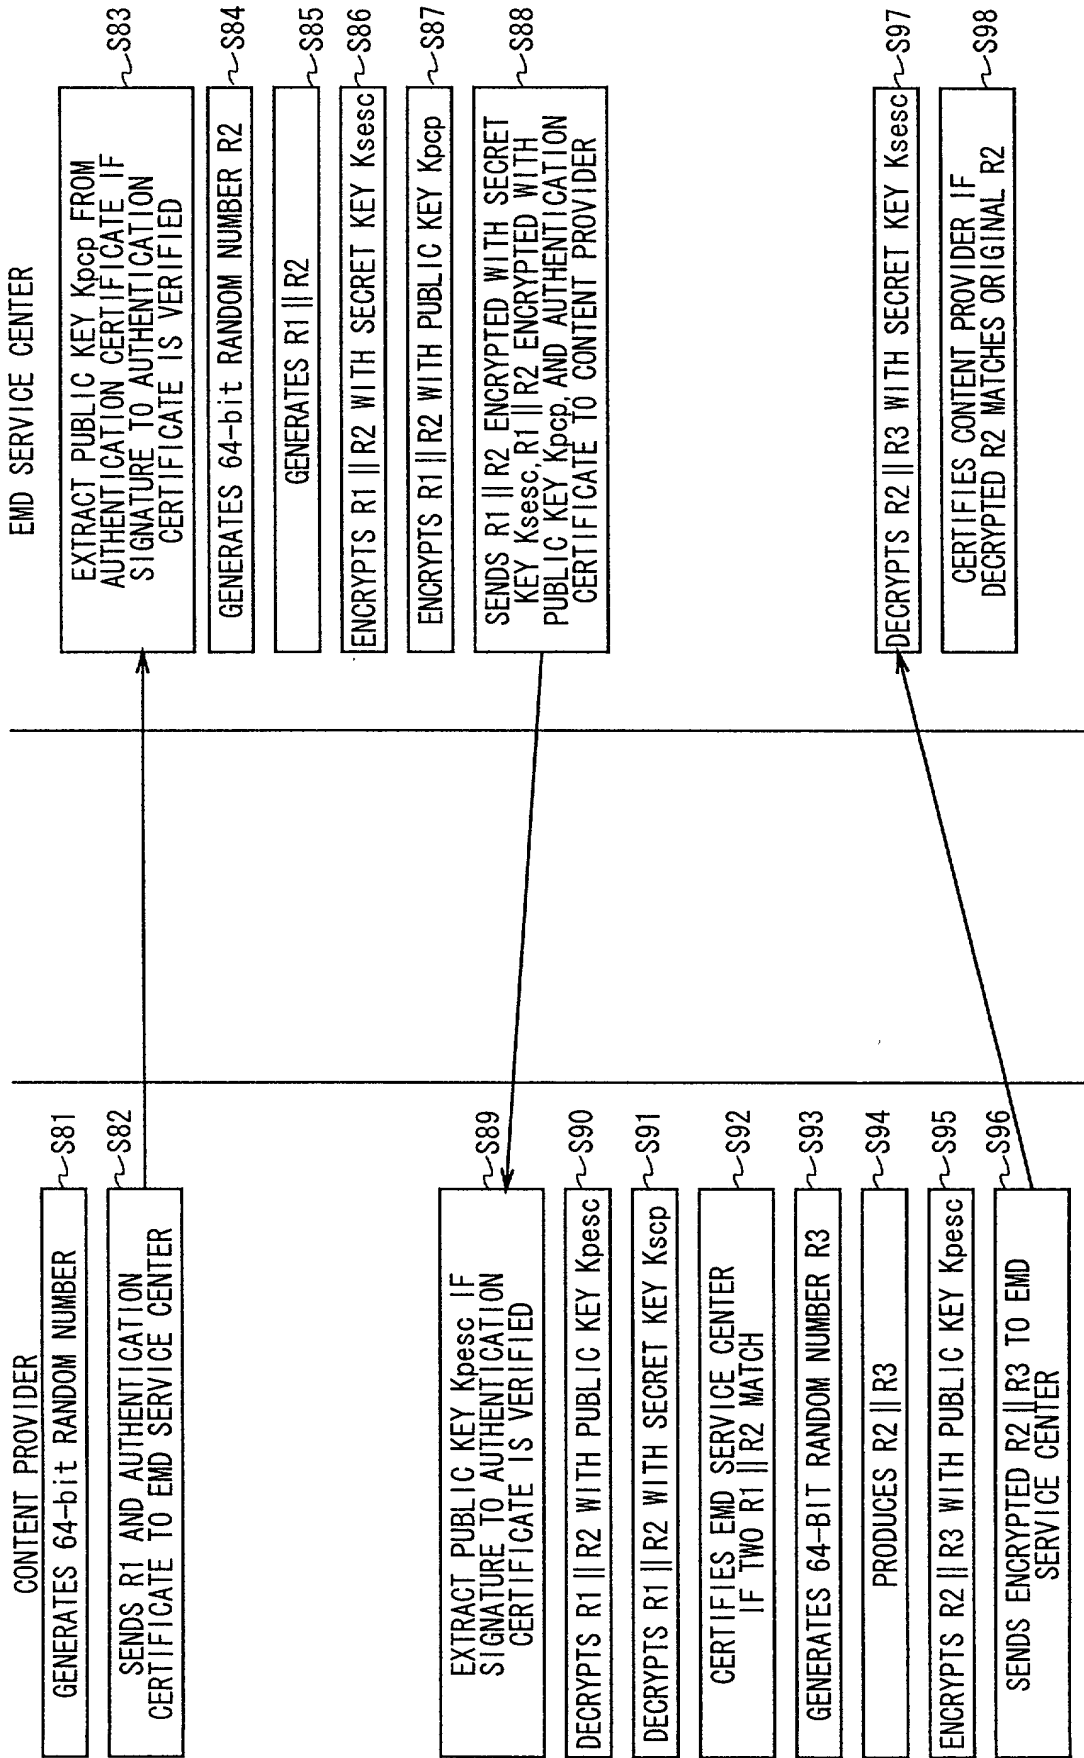 CONTENT PROVIDER
GENERATES 64-bit RANDOM NUMBER
S81
SENDS R1 AND AUTHENTICATION
CERTIFICATE TO EMD SERVICE CENTER
S82
EXTRACT PUBLIC KEY Kpesc IF
SIGNATURE TO AUTHENTICATION
CERTIFICATE IS VERIFIED
S89
DECRYPTS R1 || R2 WITH PUBLIC KEY Kpesc
S90
DECRYPTS R1 || R2 WITH SECRET KEY Kscp
S91
CERTIFIES EMD SERVICE CENTER
IF TWO R1 || R2 MATCH
S92
GENERATES 64-BIT RANDOM NUMBER R3
S93
PRODUCES R2 || R3
S94
ENCRYPTS R2 || R3 WITH PUBLIC KEY Kpesc
S95
SENDS ENCRYPTED R2 || R3 TO EMD
SERVICE CENTER
S96
EMD SERVICE CENTER
EXTRACT PUBLIC KEY Kpcp FROM
AUTHENTICATION CERTIFICATE IF
SIGNATURE TO AUTHENTICATION
CERTIFICATE IS VERIFIED
S83
GENERATES 64-bit RANDOM NUMBER R2
S84
GENERATES R1 || R2
S85
ENCRYPTS R1 || R2 WITH SECRET KEY Ksesc
S86
ENCRYPTS R1 || R2 WITH PUBLIC KEY Kpcp
S87
SENDS R1 || R2 ENCRYPTED WITH SECRET
KEY Ksesc, R1 || R2 ENCRYPTED WITH
PUBLIC KEY Kpcp, AND AUTHENTICATION
CERTIFICATE TO CONTENT PROVIDER
S88
DECRYPTS R2 || R3 WITH SECRET KEY Ksesc
S97
CERTIFIES CONTENT PROVIDER IF
DECRYPTED R2 MATCHES ORIGINAL R2
S98